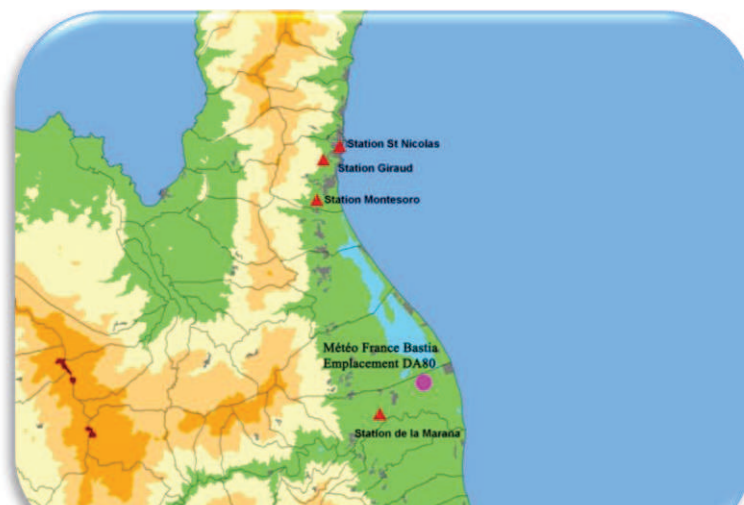 Station St Nicolas
Station Giraud
Station Montesoro
Météo France Bastia
Emplacement DA80
Station de la Marana